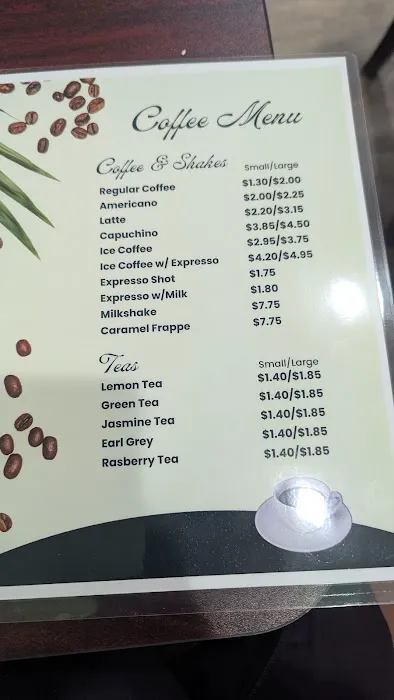 Coffee Menu
Coffee & Shakes Small/Large
Regular Coffee $1.30/$2.00
Americano $2.00/$2.25
Latte $2.20/$3.15
Capuchino $3.85/$4.50
Ice Coffee $2.95/$3.75
Ice Coffee w/ Expresso $4.20/$4.95
Expresso Shot $1.75
Expresso w/Milk $1.80
Milkshake $7.75
Caramel Frappe $7.75
Teas Small/Large
Lemon Tea $1.40/$1.85
Green Tea $1.40/$1.85
Jasmine Tea $1.40/$1.85
Earl Grey $1.40/$1.85
Rasberry Tea $1.40/$1.85